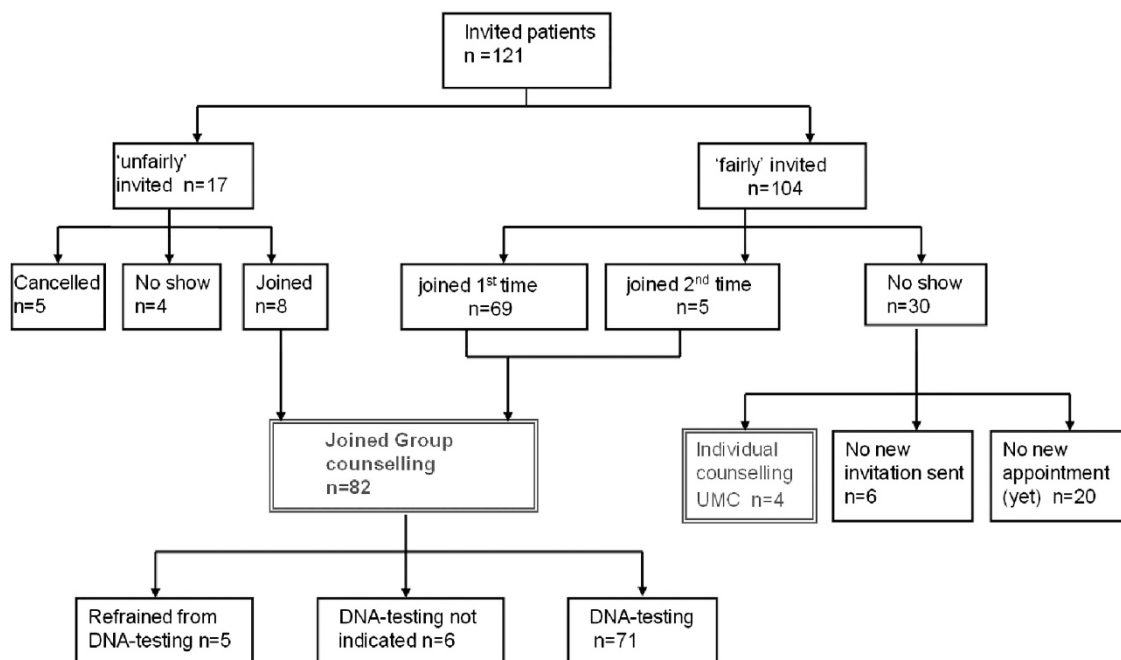 Invited patients
n =121
‘unfairly’
invited n=17
‘fairly’ invited
n=104
Cancelled
n=5
No show
n=4
Joined
n=8
joined 1st time
n=69
joined 2nd time
n=5
No show
n=30
Joined Group
counselling
n=82
Individual
counselling
UMC n=4
No new
invitation sent
n=6
No new
appointment
(yet) n=20
Refrained from
DNA-testing n=5
DNA-testing not
indicated n=6
DNA-testing
n=71